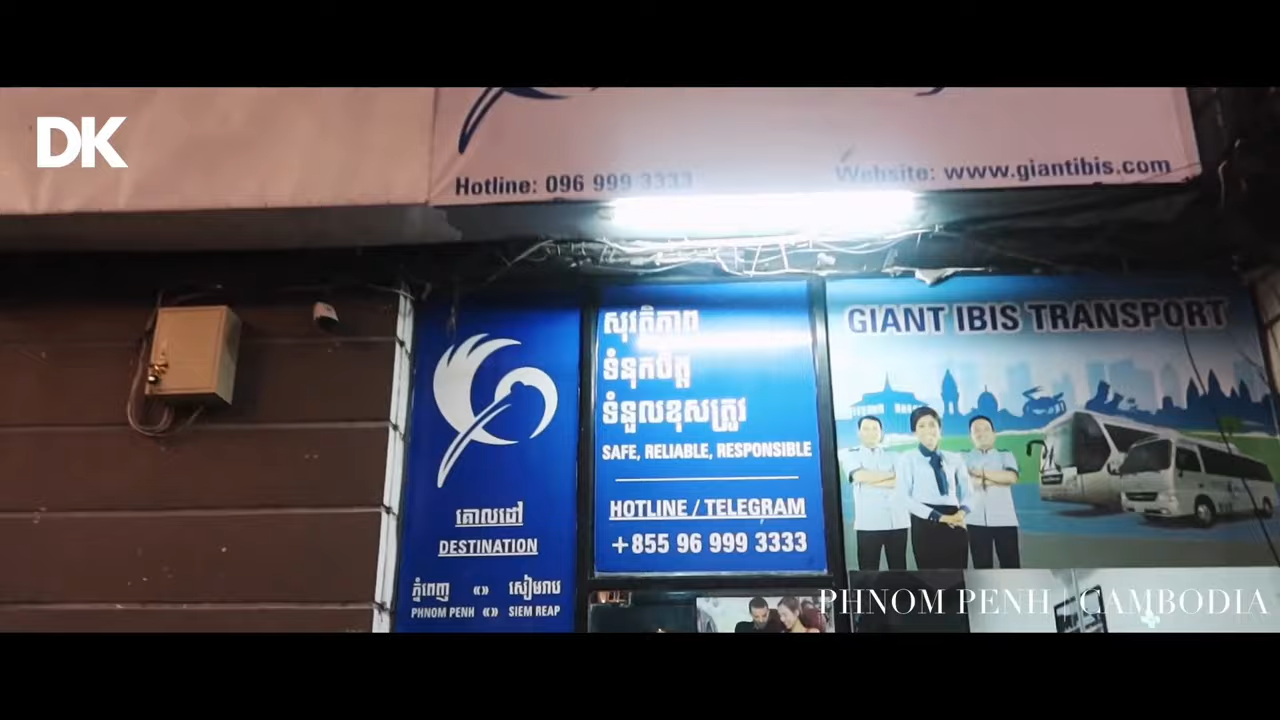 DK
Hotline: 096 999 3333
Website: www.giantibis.com
សុវត្ថិភាព
ទំនុកចិត្ត
ទំនួលខុសត្រូវ
SAFE, RELIABLE, RESPONSIBLE
HOTLINE / TELEGRAM
+855 96 999 3333
GIANT IBIS TRANSPORT
គោលដៅ
DESTINATION
ភ្នំពេញ «» សៀមរាប
PHNOM PENH «» SIEM REAP
PHNOM PENH | CAMBODIA